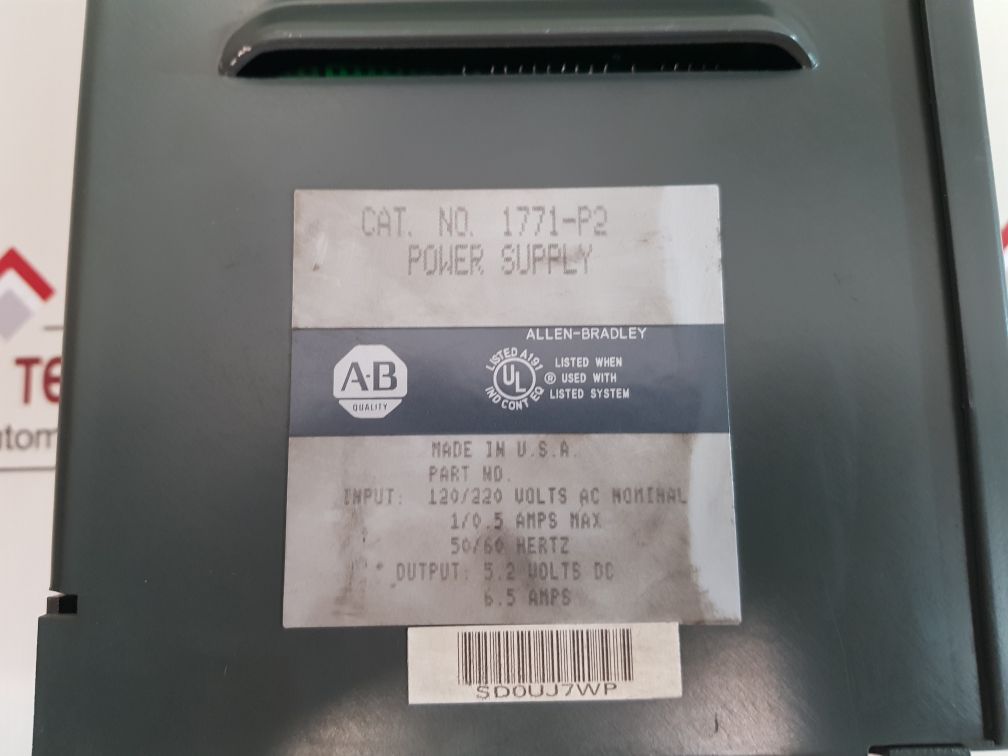 CAT. NO. 1771-P2
POWER SUPPLY
ALLEN-BRADLEY
A-B
QUALITY
LISTED A191
UL
IND CONT EQ
®
LISTED WHEN
USED WITH
LISTED SYSTEM
MADE IN U.S.A.
PART NO.
INPUT: 120/220 VOLTS AC NOMINAL
1/0.5 AMPS MAX
50/60 HERTZ
OUTPUT: 5.2 VOLTS DC
6.5 AMPS
SD0UJ7WP